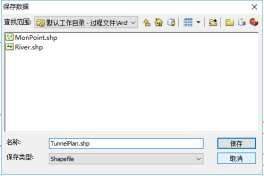 保存数据
查找范围:
默认工作目录 - 过程文件\Ard
MonPoint.shp
River.shp
名称:
TunnelPlan.shp
保存
保存类型:
Shapefile
取消